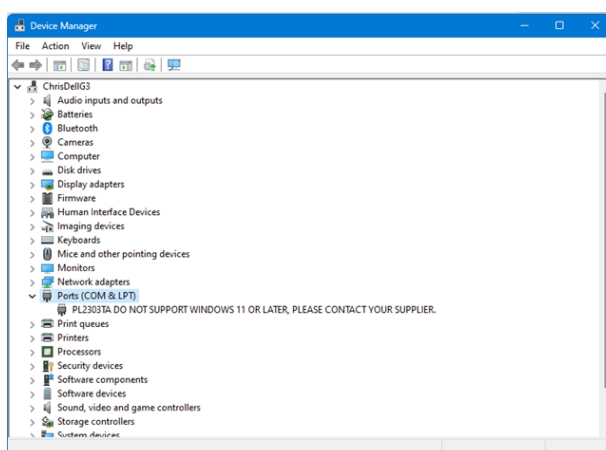 Device Manager
File Action View Help
ChrisDellG3
Audio inputs and outputs
Batteries
Bluetooth
Cameras
Computer
Disk drives
Display adapters
Firmware
Human Interface Devices
Imaging devices
Keyboards
Mice and other pointing devices
Monitors
Network adapters
Ports (COM & LPT)
PL2303TA DO NOT SUPPORT WINDOWS 11 OR LATER, PLEASE CONTACT YOUR SUPPLIER.
Print queues
Printers
Processors
Security devices
Software components
Software devices
Sound, video and game controllers
Storage controllers
System devices